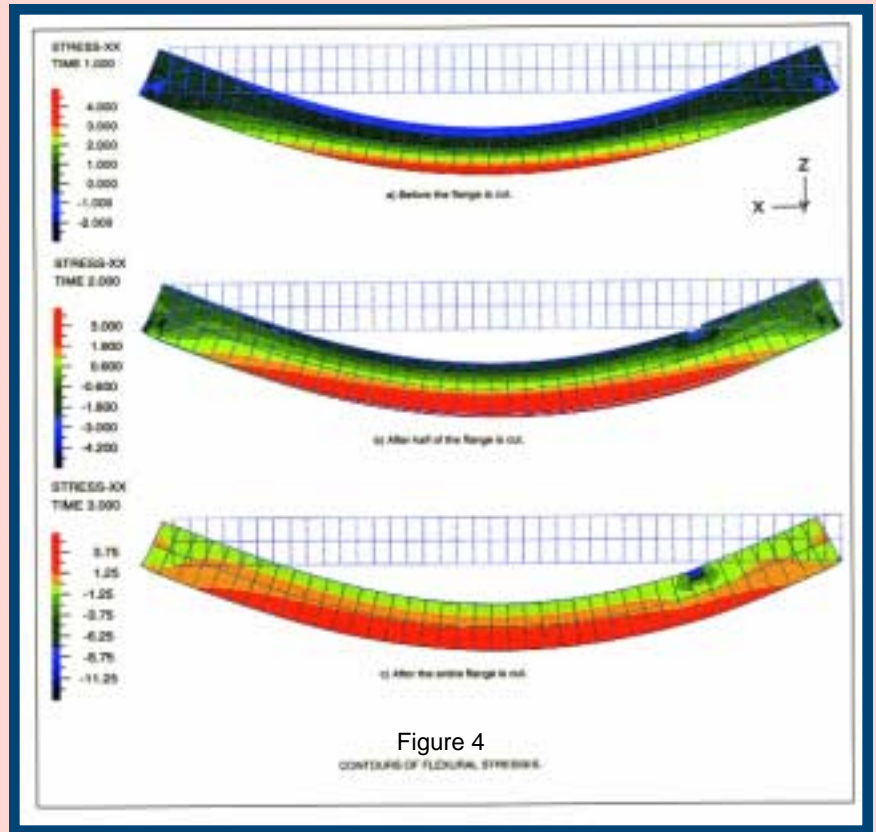 STRESS-XX
TIME 1.000
4.000
3.000
2.000
1.000
0.000
-1.000
-2.000
a) Before the flange is cut.
Z
X
Y
STRESS-XX
TIME 2.000
3.000
1.800
0.600
-0.600
-1.800
-3.000
-4.200
b) After half of the flange is cut.
STRESS-XX
TIME 3.000
3.75
1.25
-1.25
-3.75
-6.25
-8.75
-11.25
c) After the entire flange is cut.
Figure 4
CONTOURS OF FLEXURAL STRESSES